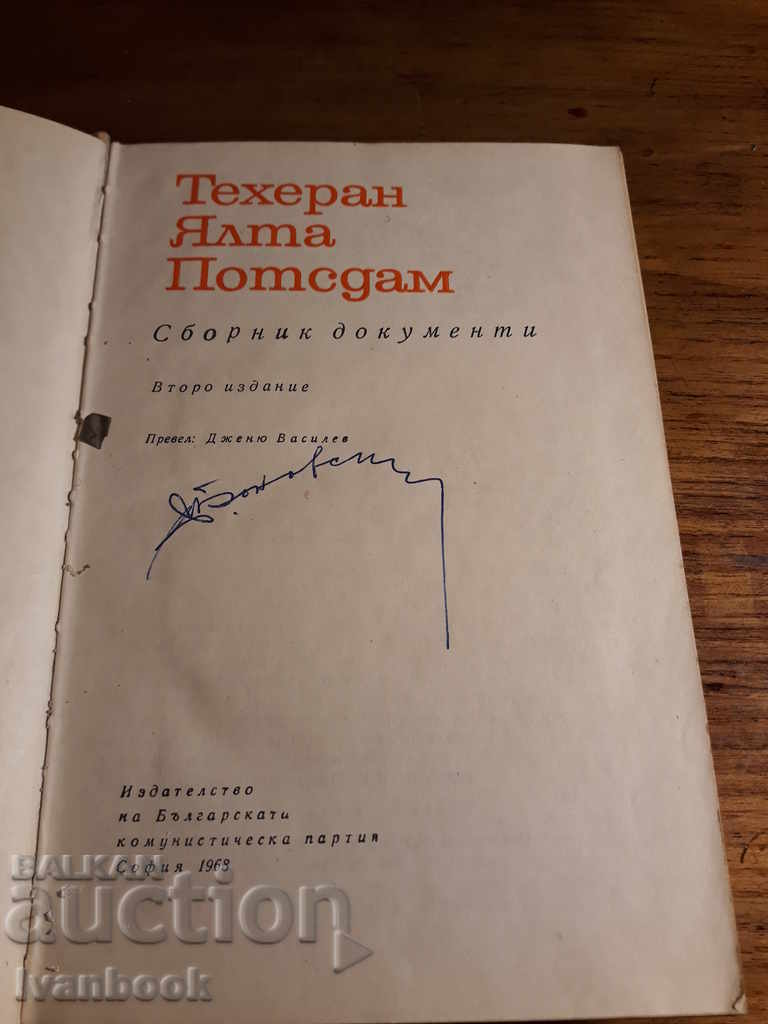 Техеран
Ялта
Потсдам
Сборник документи
Второ издание
Превел: Дженю Василев
Издателство
на Българската
комунистическа партия
София 1968
BALKAN
auction
Ivanbook